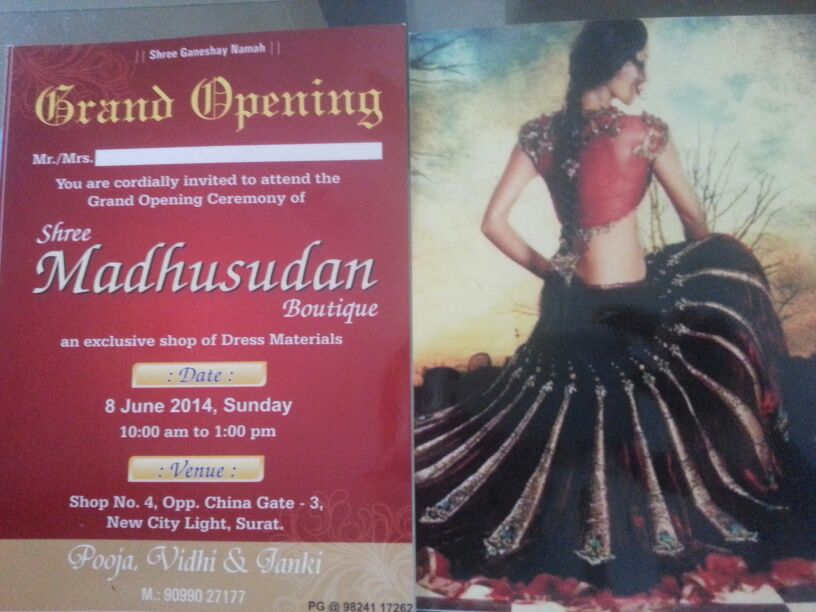 || Shree Ganeshay Namah ||
Grand Opening
Mr./Mrs.
You are cordially invited to attend the
Grand Opening Ceremony of
Shree
Madhusudan
Boutique
an exclusive shop of Dress Materials
: Date :
8 June 2014, Sunday
10:00 am to 1:00 pm
: Venue :
Shop No. 4, Opp. China Gate - 3,
New City Light, Surat.
Pooja, Vidhi & Janki
M.: 90990 27177
PG @ 98241 17262